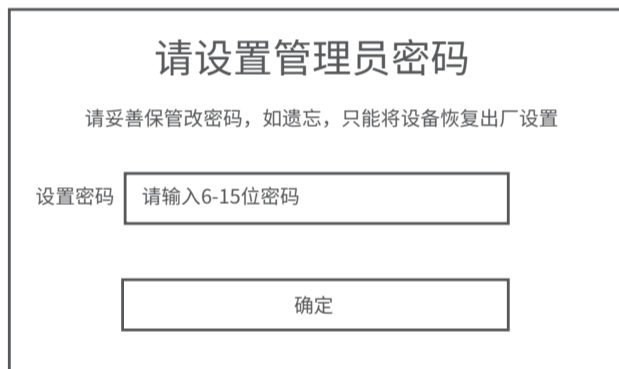 请设置管理员密码
请妥善保管改密码，如遗忘，只能将设备恢复出厂设置
设置密码 请输入6-15位密码
确定